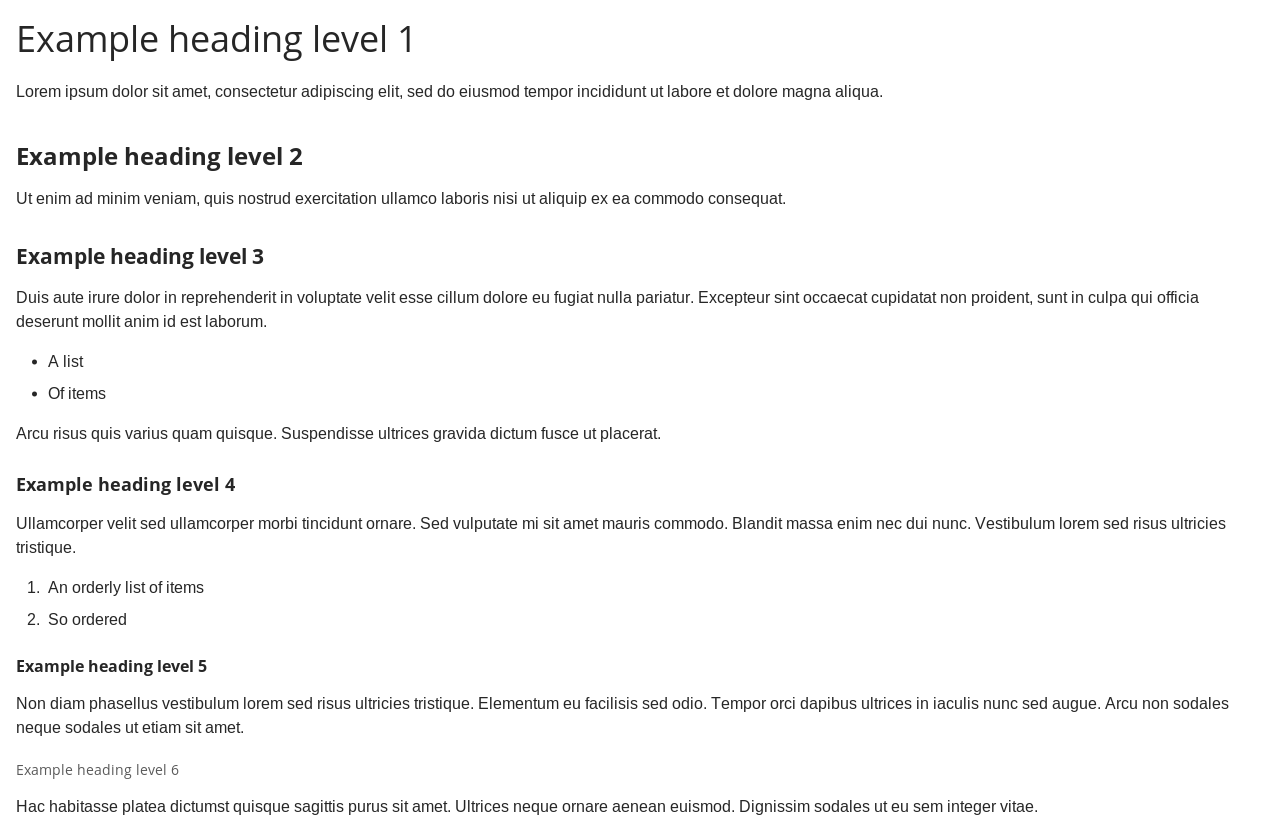 Example heading level 1
Lorem ipsum dolor sit amet, consectetur adipiscing elit, sed do eiusmod tempor incididunt ut labore et dolore magna aliqua.
Example heading level 2
Ut enim ad minim veniam, quis nostrud exercitation ullamco laboris nisi ut aliquip ex ea commodo consequat.
Example heading level 3
Duis aute irure dolor in reprehenderit in voluptate velit esse cillum dolore eu fugiat nulla pariatur. Excepteur sint occaecat cupidatat non proident, sunt in culpa qui officia
deserunt mollit anim id est laborum.
• A list
• Of items
Arcu risus quis varius quam quisque. Suspendisse ultrices gravida dictum fusce ut placerat.
Example heading level 4
Ullamcorper velit sed ullamcorper morbi tincidunt ornare. Sed vulputate mi sit amet mauris commodo. Blandit massa enim nec dui nunc. Vestibulum lorem sed risus ultricies
tristique.
1. An orderly list of items
2. So ordered
Example heading level 5
Non diam phasellus vestibulum lorem sed risus ultricies tristique. Elementum eu facilisis sed odio. Tempor orci dapibus ultrices in iaculis nunc sed augue. Arcu non sodales
neque sodales ut etiam sit amet.
Example heading level 6
Hac habitasse platea dictumst quisque sagittis purus sit amet. Ultrices neque ornare aenean euismod. Dignissim sodales ut eu sem integer vitae.